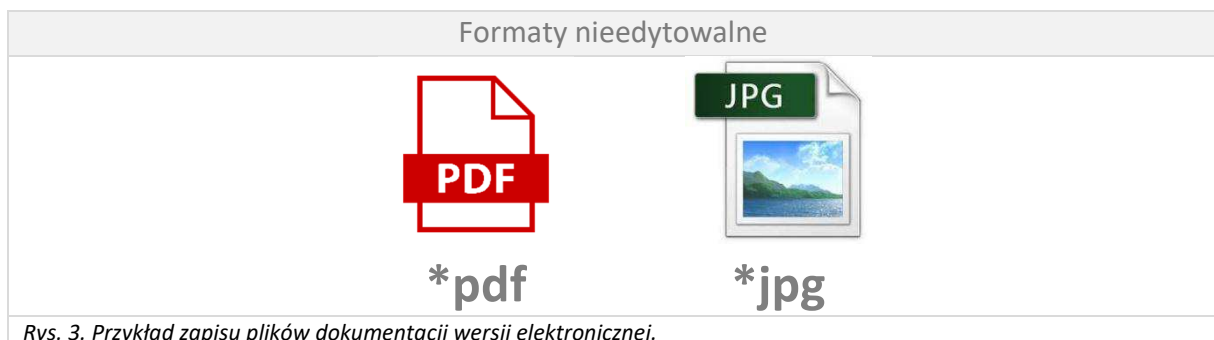 Formaty nieedytowalne
JPG
PDF
*pdf *jpg
Rys. 3. Przykład zapisu plików dokumentacji wersji elektronicznej.